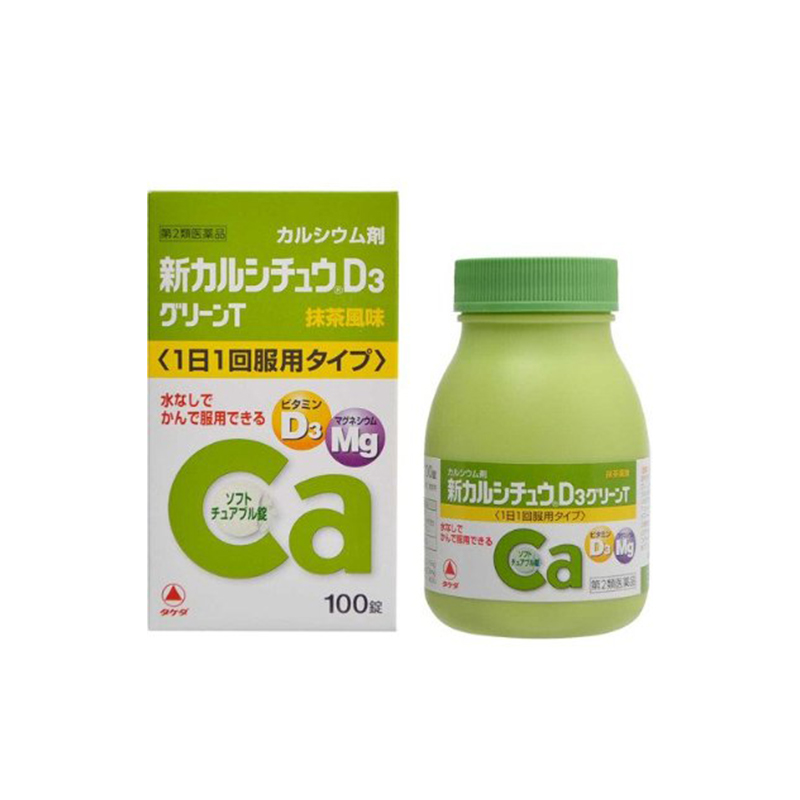 第2類医薬品
カルシウム剤
新カルシチュウ®D3
グリーンT
抹茶風味
〈1日1回服用タイプ〉
水なしで
かんで服用できる
ビタミン
D3
マグネシウム
Mg
Ca
ソフト
チュアブル錠
タケダ
100錠
カルシウム剤
抹茶風味
新カルシチュウ®D3グリーンT
〈1日1回服用タイプ〉
水なしで
かんで服用できる
ビタミン
D3
マグネシウム
Mg
Ca
ソフト
チュアブル錠
第2類医薬品